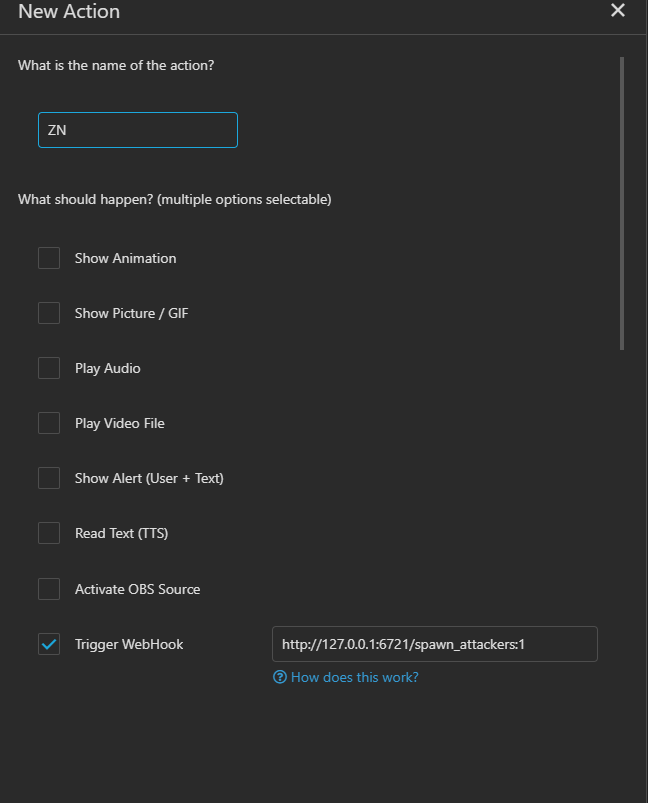 New Action
What is the name of the action?
ZN
What should happen? (multiple options selectable)
Show Animation
Show Picture / GIF
Play Audio
Play Video File
Show Alert (User + Text)
Read Text (TTS)
Activate OBS Source
Trigger WebHook http://127.0.0.1:6721/spawn_attackers:1
How does this work?